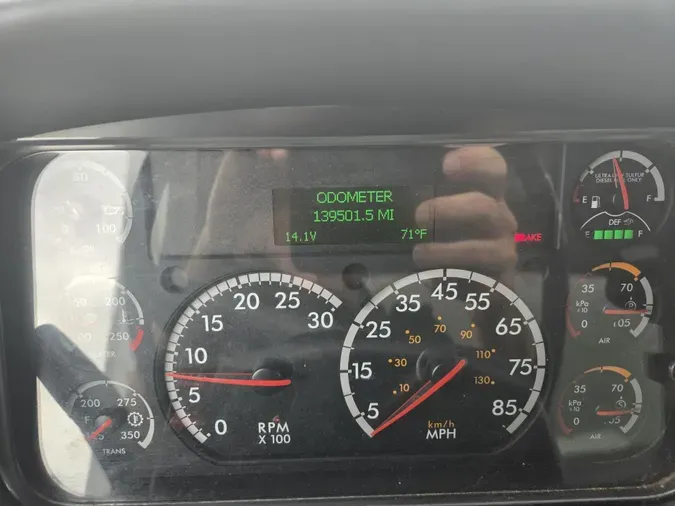 ODOMETER
139501.5 MI
14.1V 71°F
BRAKE
ULTRA LOW SULFUR
DIESEL FUEL ONLY
E F
DEF
E F
100
200
250
200 275
350
TRANS
0 5 10 15 20 25 30
RPM
X 100
5 15 25 35 45 55 65 75 85
10 30 50 70 90 110 130
km/h
MPH
35 70
kPa
X 10
0 105
AIR
35 70
kPa
X 10
0 105
AIR